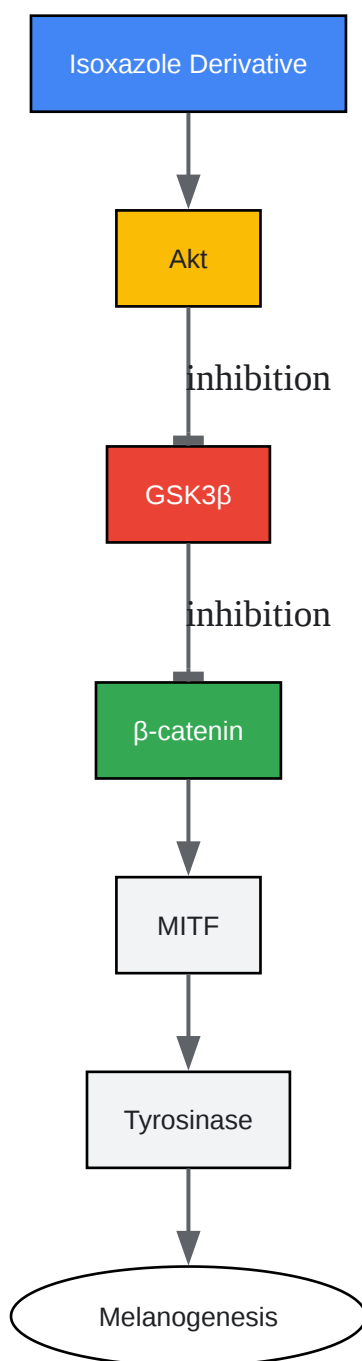 Isoxazole Derivative
Akt
inhibition
GSK3β
inhibition
β-catenin
MITF
Tyrosinase
Melanogenesis